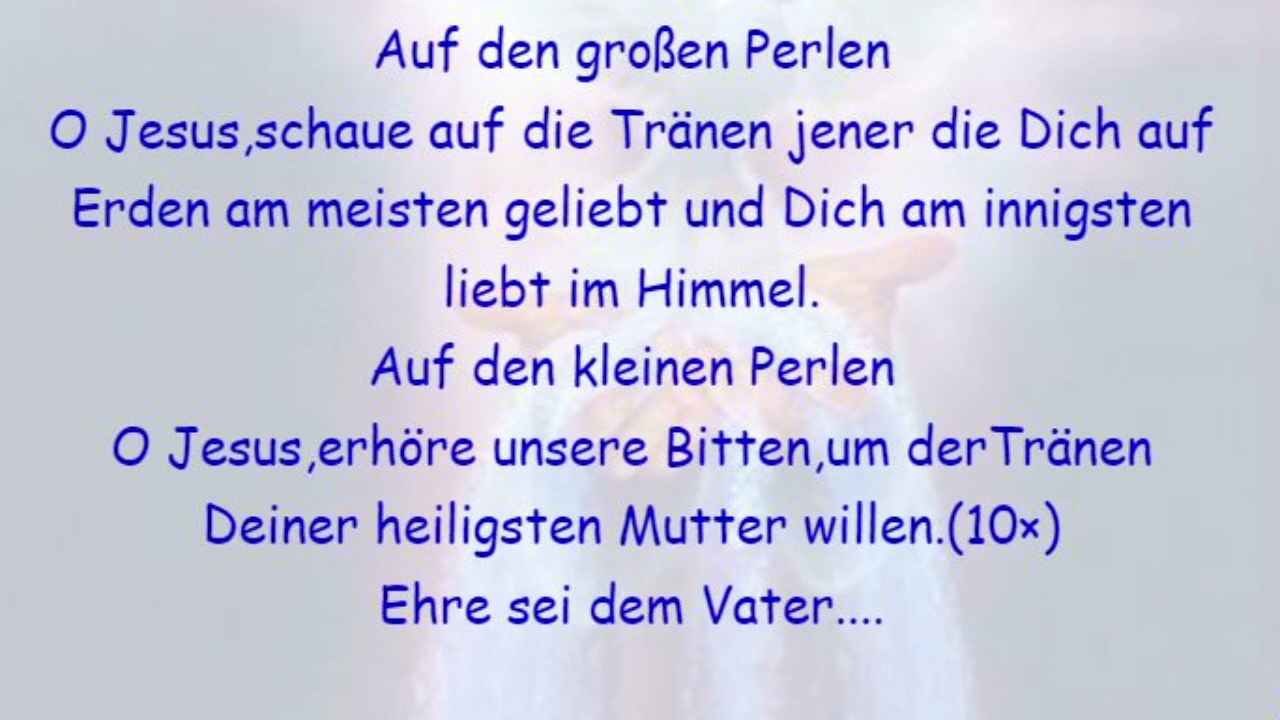 Auf den großen Perlen
O Jesus,schaue auf die Tränen jener die Dich auf
Erden am meisten geliebt und Dich am innigsten
liebt im Himmel.
Auf den kleinen Perlen
O Jesus,erhöre unsere Bitten,um derTränen
Deiner heiligsten Mutter willen.(10×)
Ehre sei dem Vater....